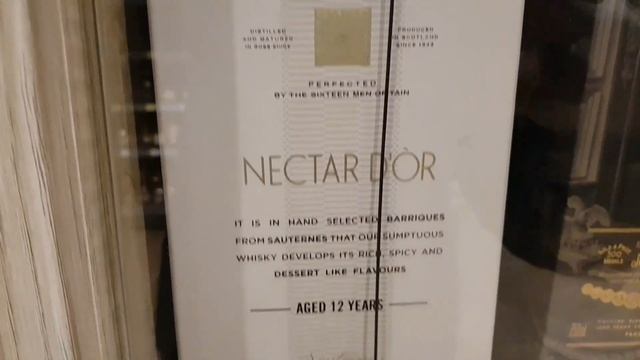 DISTILLED
AND MATURED
IN ROSS-SHIRE
PRODUCED
IN SCOTLAND
SINCE 1843
PERFECTED
BY THE SIXTEEN MEN OF TAIN
NECTAR D'ÒR
IT IS IN HAND SELECTED BARRIQUES
FROM SAUTERNES THAT OUR SUMPTUOUS
WHISKY DEVELOPS ITS RICH, SPICY AND
DESSERT LIKE FLAVOURS
AGED 12 YEARS